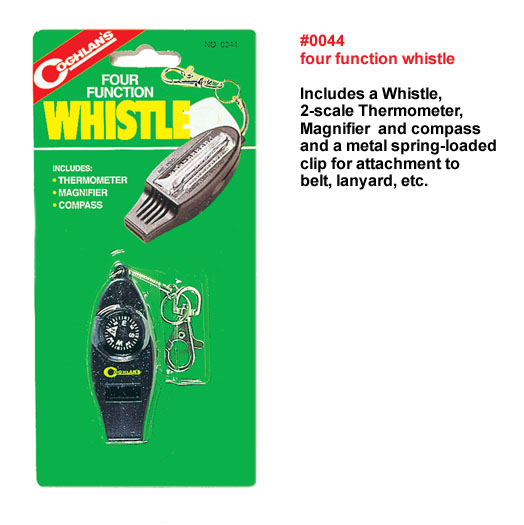 COGHLAN'S
NO. 0044
FOUR
FUNCTION
WHISTLE
INCLUDES:
• THERMOMETER
• MAGNIFIER
• COMPASS
E
S
W
COGHLAN'S
#0044
four function whistle
Includes a Whistle,
2-scale Thermometer,
Magnifier and compass
and a metal spring-loaded
clip for attachment to
belt, lanyard, etc.